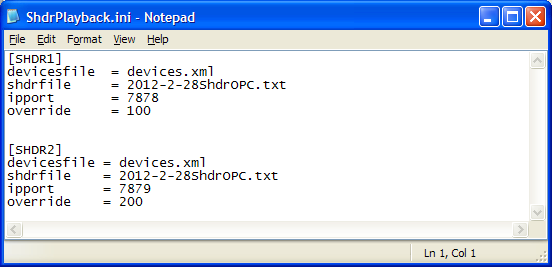 ShdrPlayback.ini - Notepad
File Edit Format View Help
[SHDR1]
devicesfile  = devices.xml
shdrfile     = 2012-2-28ShdrOPC.txt
ipport       = 7878
override     = 100
[SHDR2]
devicesfile = devices.xml
shdrfile    = 2012-2-28ShdrOPC.txt
ipport      = 7879
override    = 200
Ln 1, Col 1